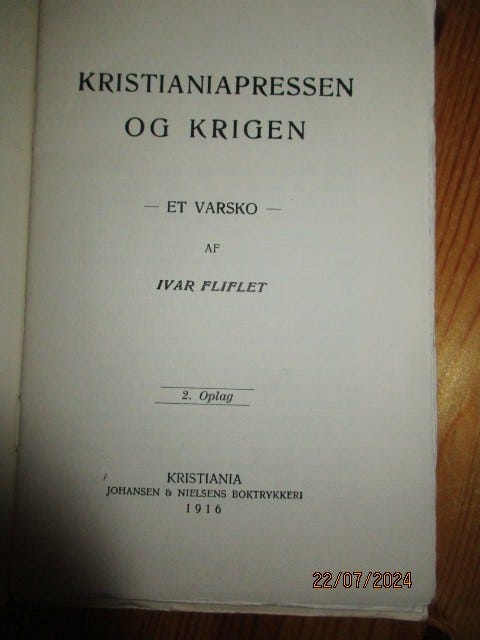 KRISTIANIAPRESSEN
OG KRIGEN
— ET VARSKO —
AF
IVAR FLIFLET
2. Oplag
KRISTIANIA
JOHANSEN & NIELSENS BOKTRYKKERI
1916
22/07/2024